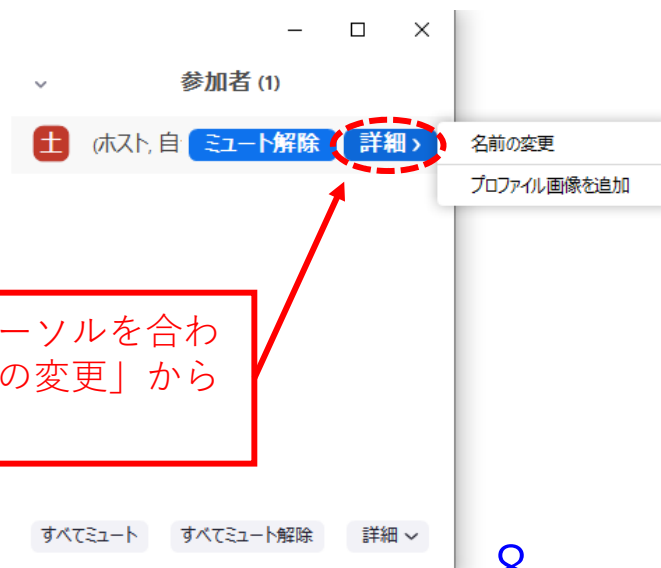 参加者 (1)
土 (ホスト, 自 ミュート解除 詳細 ›
名前の変更
プロファイル画像を追加
ーソルを合わ
の変更」から
すべてミュート すべてミュート解除 詳細
8